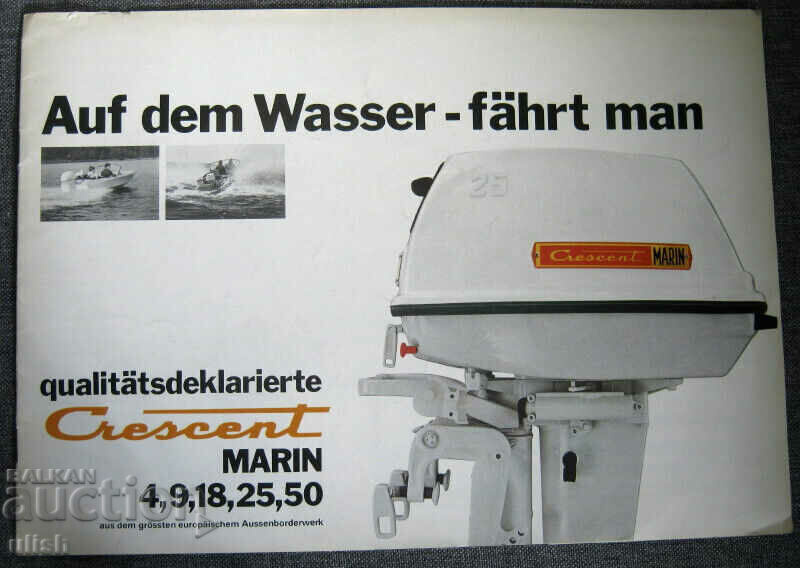 Auf dem Wasser - fährt man
25
Crescent MARIN
qualitätsdeklarierte
Crescent
MARIN
4,9,18,25,50
aus dem grössten europäischem Aussenborderwerk
BALKAN
auction
ulish